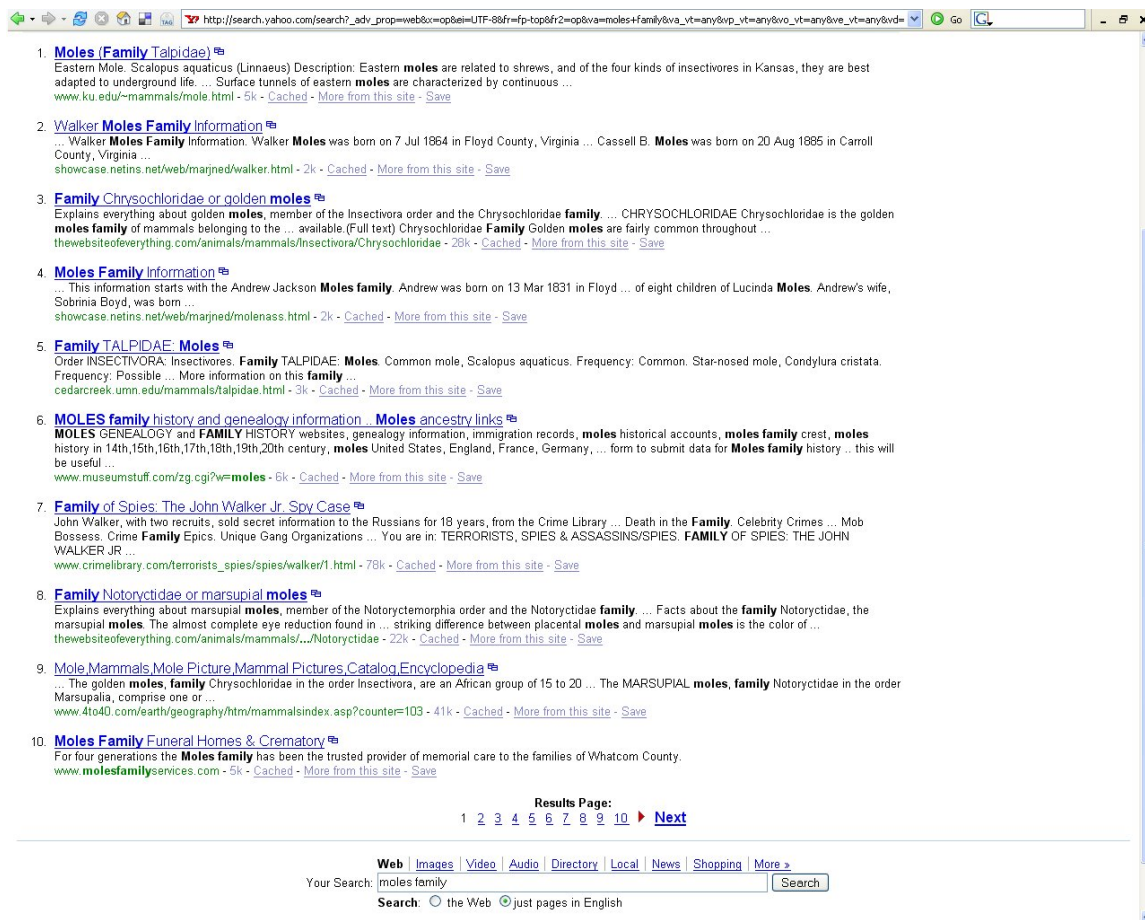 http://search.yahoo.com/search?_adv_prop=web&x=op&ei=UTF-8&fr=fp-top&fr2=op&va=moles+family&va_vt=any&vp_vt=any&vo_vt=any&ve_vt=any&vd= Go
1. Moles (Family Talpidae)
Eastern Mole. Scalopus aquaticus (Linnaeus) Description: Eastern moles are related to shrews, and of the four kinds of insectivores in Kansas, they are best
adapted to underground life. ... Surface tunnels of eastern moles are characterized by continuous ...
www.ku.edu/~mammals/mole.html - 5k - Cached - More from this site - Save
2. Walker Moles Family Information
... Walker Moles Family Information. Walker Moles was born on 7 Jul 1864 in Floyd County, Virginia ... Cassell B. Moles was born on 20 Aug 1885 in Carroll
County, Virginia ...
showcase.netins.net/web/marjned/walker.html - 2k - Cached - More from this site - Save
3. Family Chrysochloridae or golden moles
Explains everything about golden moles, member of the Insectivora order and the Chrysochloridae family. ... CHRYSOCHLORIDAE Chrysochloridae is the golden
moles family of mammals belonging to the ... available.(Full text) Chrysochloridae Family Golden moles are fairly common throughout ...
thewebsiteofeverything.com/animals/mammals/Insectivora/Chrysochloridae - 28k - Cached - More from this site - Save
4. Moles Family Information
... This information starts with the Andrew Jackson Moles family. Andrew was born on 13 Mar 1831 in Floyd ... of eight children of Lucinda Moles. Andrew's wife,
Sobrinia Boyd, was born ...
showcase.netins.net/web/marjned/molenass.html - 2k - Cached - More from this site - Save
5. Family TALPIDAE: Moles
Order INSECTIVORA: Insectivores. Family TALPIDAE: Moles. Common mole, Scalopus aquaticus. Frequency: Common. Star-nosed mole, Condylura cristata.
Frequency: Possible ... More information on this family ...
cedarcreek.umn.edu/mammals/talpidae.html - 3k - Cached - More from this site - Save
6. MOLES family history and genealogy information .. Moles ancestry links
MOLES GENEALOGY and FAMILY HISTORY websites, genealogy information, immigration records, moles historical accounts, moles family crest, moles
history in 14th,15th,16th,17th,18th,19th,20th century, moles United States, England, France, Germany, ... form to submit data for Moles family history .. this will
be useful ...
www.museumstuff.com/zg.cgi?w=moles - 6k - Cached - More from this site - Save
7. Family of Spies: The John Walker Jr. Spy Case
John Walker, with two recruits, sold secret information to the Russians for 18 years, from the Crime Library ... Death in the Family. Celebrity Crimes ... Mob
Bossess. Crime Family Epics. Unique Gang Organizations ... You are in: TERRORISTS, SPIES & ASSASSINS/SPIES. FAMILY OF SPIES: THE JOHN
WALKER JR ...
www.crimelibrary.com/terrorists_spies/spies/walker/1.html - 78k - Cached - More from this site - Save
8. Family Notoryctidae or marsupial moles
Explains everything about marsupial moles, member of the Notoryctemorphia order and the Notoryctidae family. ... Facts about the family Notoryctidae, the
marsupial moles. The almost complete eye reduction found in ... striking difference between placental moles and marsupial moles is the color of ...
thewebsiteofeverything.com/animals/mammals/.../Notoryctidae - 22k - Cached - More from this site - Save
9. Mole,Mammals,Mole Picture,Mammal Pictures,Catalog,Encyclopedia
... The golden moles, family Chrysochloridae in the order Insectivora, are an African group of 15 to 20 ... The MARSUPIAL moles, family Notoryctidae in the order
Marsupalia, comprise one or ...
www.4to40.com/earth/geography/htm/mammalsindex.asp?counter=103 - 41k - Cached - More from this site - Save
10. Moles Family Funeral Homes & Crematory
For four generations the Moles family has been the trusted provider of memorial care to the families of Whatcom County.
www.molesfamilyservices.com - 5k - Cached - More from this site - Save
Results Page:
1 2 3 4 5 6 7 8 9 10 Next
Web | Images | Video | Audio | Directory | Local | News | Shopping | More »
Your Search: moles family Search
Search: the Web just pages in English